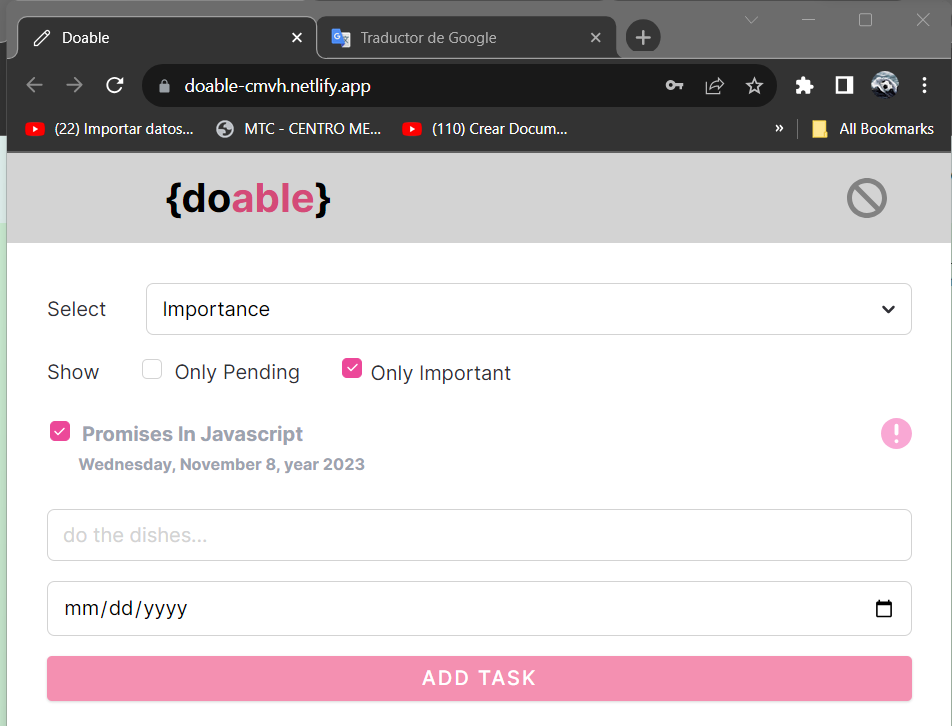 Doable
Traductor de Google
doable-cmvh.netlify.app
(22) Importar datos...
MTC - CENTRO ME...
(110) Crear Docum...
»
All Bookmarks
{doable}
Select
Importance
Show
Only Pending
Only Important
Promises In Javascript
Wednesday, November 8, year 2023
do the dishes...
mm/dd/yyyy
ADD TASK